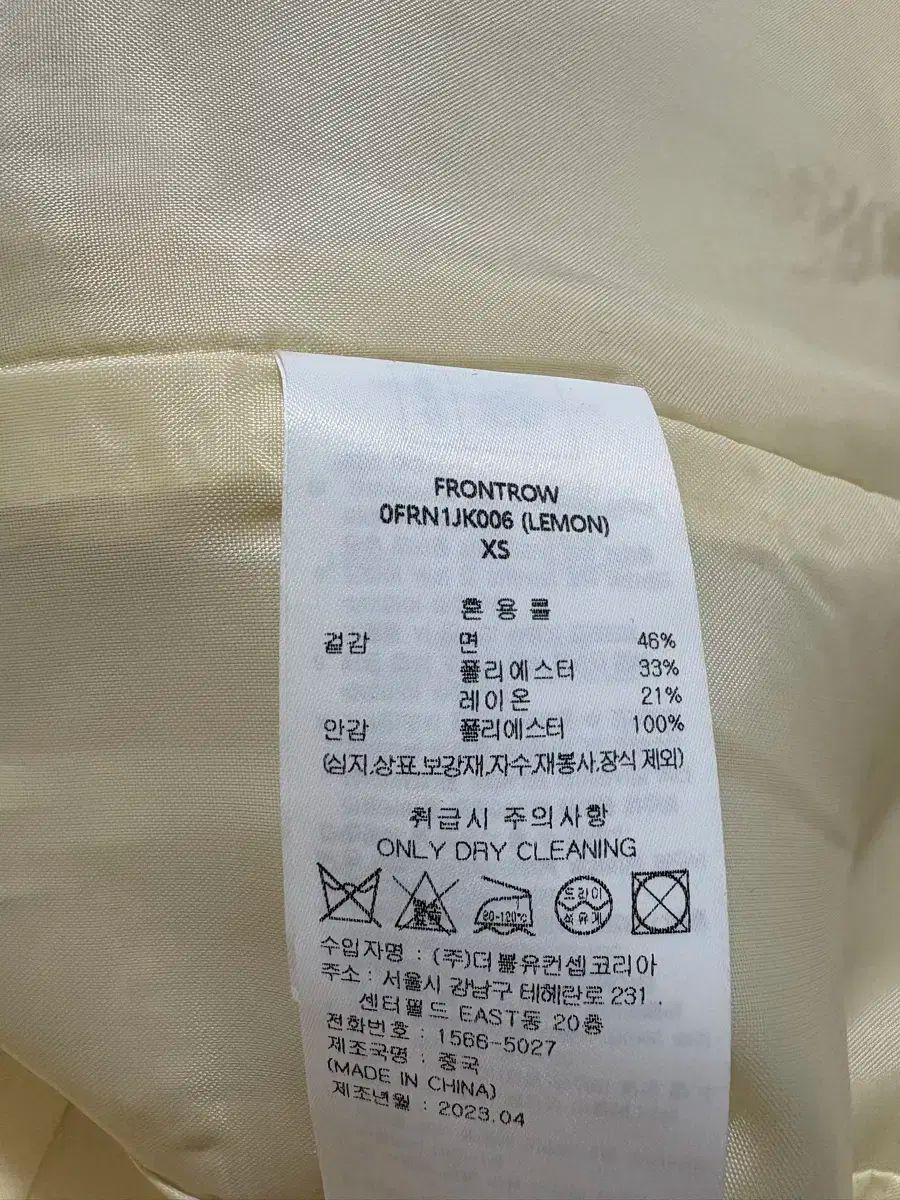 FRONTROW
0FRN1JK006 (LEMON)
XS
혼용률
겉감 면 46%
폴리에스터 33%
레이온 21%
안감 폴리에스터 100%
(심지,상표,보강재,자수,재봉사,장식 제외)
취급시 주의사항
ONLY DRY CLEANING
염소 80-120℃ 드라이
석유계
수입자명 : (주)더블유컨셉코리아
주소 : 서울시 강남구 테헤란로 231,
센터필드 EAST동 20층
전화번호 : 1566-5027
제조국명 : 중국
(MADE IN CHINA)
제조년월 : 2023.04